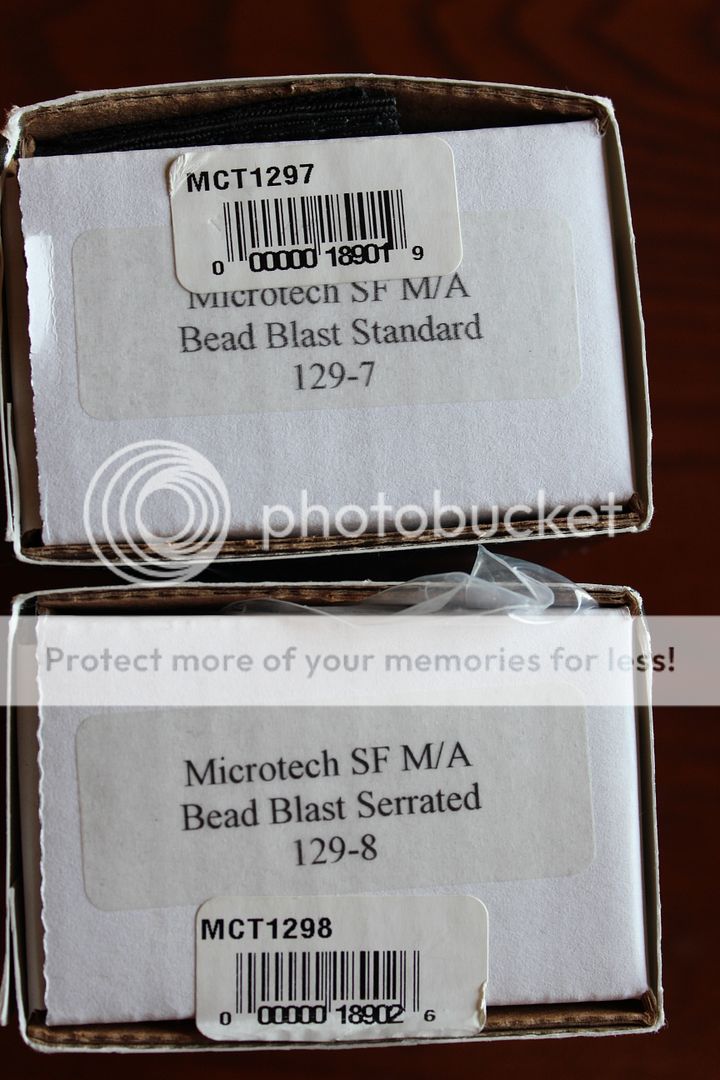 MCT1297
0 00000 18901 9
Microtech SF M/A
Bead Blast Standard
129-7
photobucket
Protect more of your memories for less!
Microtech SF M/A
Bead Blast Serrated
129-8
MCT1298
0 00000 18902 6